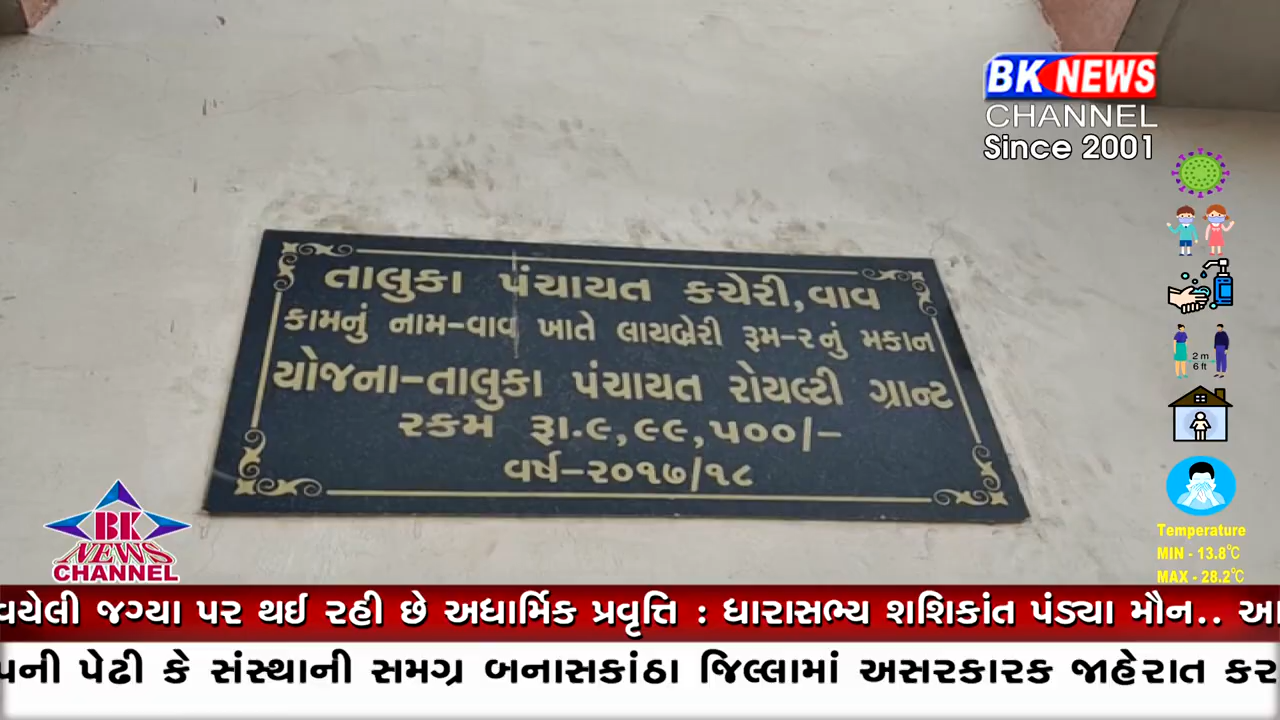 BK NEWS
CHANNEL
Since 2001
તાલુકા પંચાયત કચેરી,વાવ
કામનું નામ-વાવ ખાતે લાયબ્રેરી રૂમ-૨નું મકાન
યોજના-તાલુકા પંચાયત રોયલ્ટી ગ્રાન્ટ
રકમ રૂા.૯,૯૯,૫૦૦/-
વર્ષ-૨૦૧૭/૧૮
2 m
6 ft
Temperature
MIN - 13.8℃
MAX - 28.2℃
BK
NEWS
CHANNEL
વયેલી જગ્યા પર થઈ રહી છે અધાર્મિક પ્રવૃત્તિ : ધારાસભ્ય શશિકાંત પંડ્યા મૌન.. આ
પની પેઢી કે સંસ્થાની સમગ્ર બનાસકાંઠા જિલ્લામાં અસરકારક જાહેરાત કર